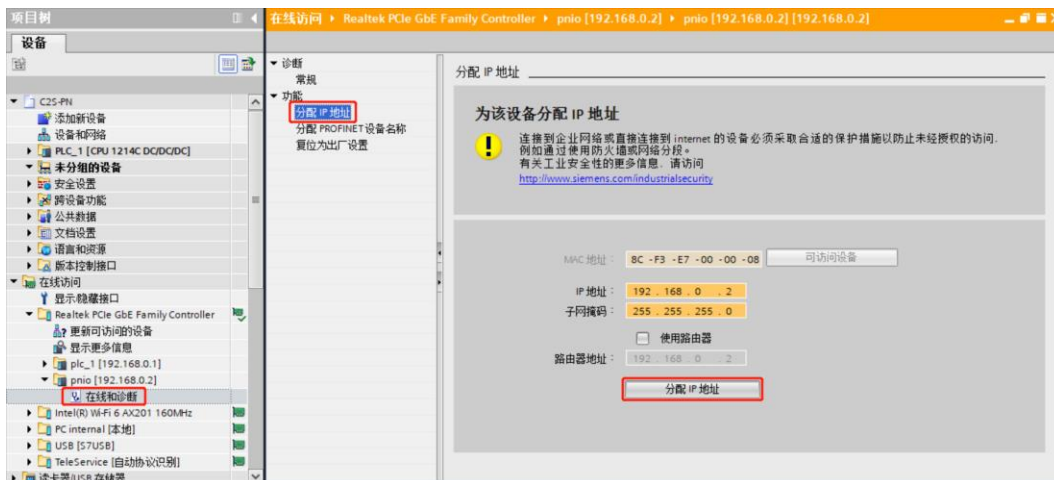 项目树
在线访问 ▸ Realtek PCIe GbE Family Controller ▸ pnio [192.168.0.2] ▸ pnio [192.168.0.2] [192.168.0.2]
设备
C2S-PN
添加新设备
设备和网络
PLC_1 [CPU 1214C DC/DC/DC]
未分组的设备
安全设置
跨设备功能
公共数据
文档设置
语言和资源
版本控制接口
在线访问
显示/隐藏接口
Realtek PCIe GbE Family Controller
更新可访问的设备
显示更多信息
plc_1 [192.168.0.1]
pnio [192.168.0.2]
在线和诊断
Intel(R) Wi-Fi 6 AX201 160MHz
PC internal [本地]
USB [S7USB]
TeleService [自动协议识别]
读卡器/USB 存储器
诊断
常规
功能
分配 IP 地址
分配 PROFINET 设备名称
复位为出厂设置
分配 IP 地址
为该设备分配 IP 地址
连接到企业网络或直接连接到 internet 的设备必须采取合适的保护措施以防止未经授权的访问.
例如通过使用防火墙或网络分段。
有关工业安全性的更多信息. 请访问
http://www.siemens.com/industrialsecurity
MAC 地址: 8C -F3 -E7 -00 -00 -08 可访问设备
IP 地址: 192 . 168 . 0 . 2
子网掩码: 255 . 255 . 255 . 0
使用路由器
路由器地址: 192 . 168 . 0 . 2
分配 IP 地址